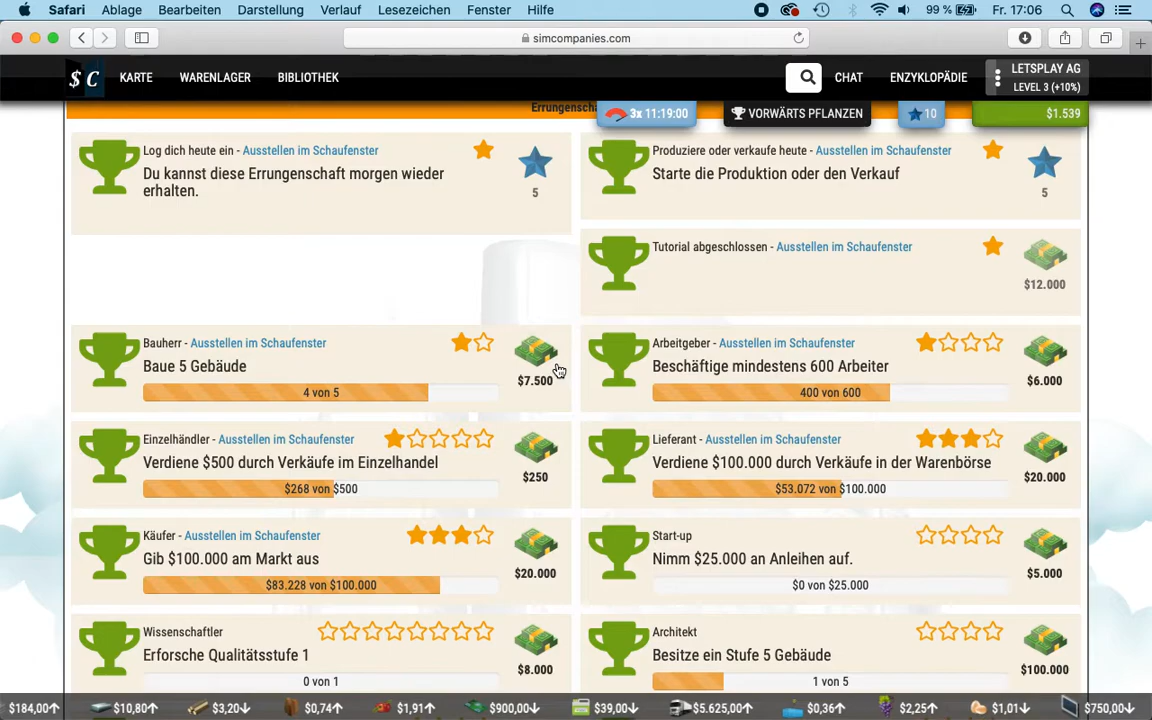 Safari Ablage Bearbeiten Darstellung Verlauf Lesezeichen Fenster Hilfe 99 % Fr. 17:06
simcompanies.com
$ C KARTE WARENLAGER BIBLIOTHEK CHAT ENZYKLOPÄDIE LETSPLAY AG
LEVEL 3 (+10%)
3x 11:19:00 VORWÄRTS PFLANZEN 10 $1.539
Log dich heute ein - Ausstellen im Schaufenster
Du kannst diese Errungenschaft morgen wieder
erhalten.
5
Produziere oder verkaufe heute - Ausstellen im Schaufenster
Starte die Produktion oder den Verkauf
5
Tutorial abgeschlossen - Ausstellen im Schaufenster
$12.000
Bauherr - Ausstellen im Schaufenster
Baue 5 Gebäude
$7.500
4 von 5
Arbeitgeber - Ausstellen im Schaufenster
Beschäftige mindestens 600 Arbeiter
$6.000
400 von 600
Einzelhändler - Ausstellen im Schaufenster
Verdiene $500 durch Verkäufe im Einzelhandel
$250
$268 von $500
Lieferant - Ausstellen im Schaufenster
Verdiene $100.000 durch Verkäufe in der Warenbörse
$20.000
$53.072 von $100.000
Käufer - Ausstellen im Schaufenster
Gib $100.000 am Markt aus
$20.000
$83.228 von $100.000
Start-up
Nimm $25.000 an Anleihen auf.
$5.000
$0 von $25.000
Wissenschaftler
Erforsche Qualitätsstufe 1
$8.000
0 von 1
Architekt
Besitze ein Stufe 5 Gebäude
$100.000
1 von 5
$184,00↑ $10,80↑ $3,20↓ $0,74↑ $1,91↑ $900,00↓ $39,00↓ $5.625,00↑ $0,36↑ $2,25↑ $1,01↓ $750,00↓